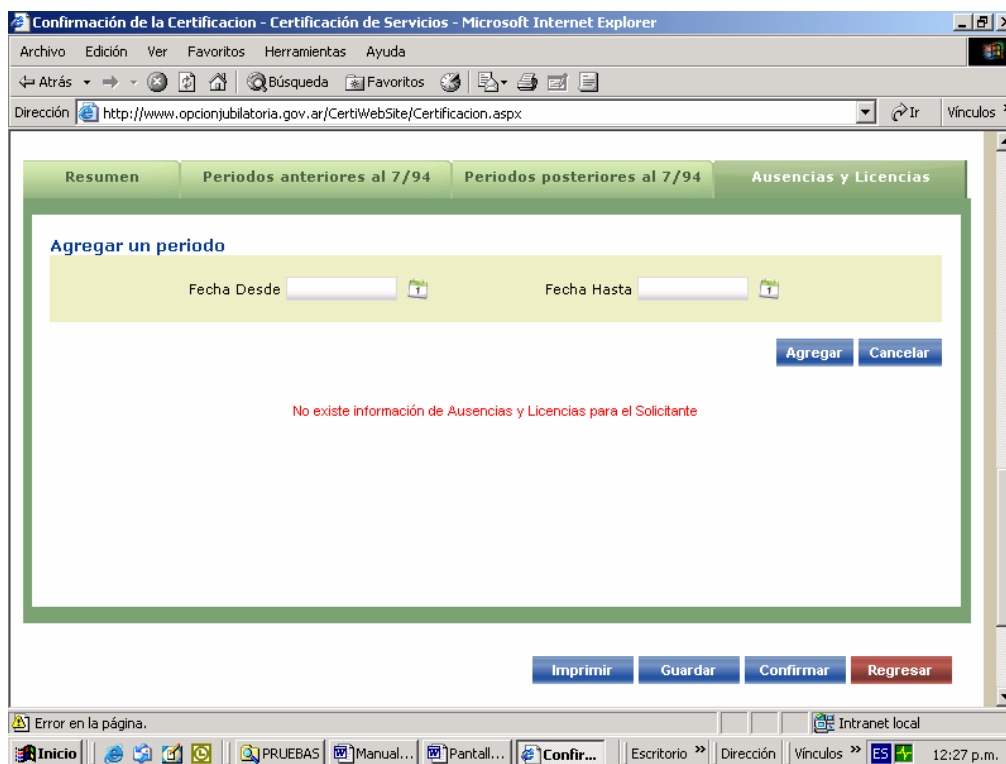 Confirmación de la Certificacion - Certificación de Servicios - Microsoft Internet Explorer
Archivo Edición Ver Favoritos Herramientas Ayuda
Atrás Búsqueda Favoritos
Dirección http://www.opcionjubilatoria.gov.ar/CertiWebSite/Certificacion.aspx Ir Vínculos »
Resumen Periodos anteriores al 7/94 Periodos posteriores al 7/94 Ausencias y Licencias
Agregar un periodo
Fecha Desde 1 Fecha Hasta 1
Agregar Cancelar
No existe información de Ausencias y Licencias para el Solicitante
Imprimir Guardar Confirmar Regresar
Error en la página. Intranet local
Inicio PRUEBAS Manual... Pantall... Confir... Escritorio » Dirección Vínculos » ES 12:27 p.m.